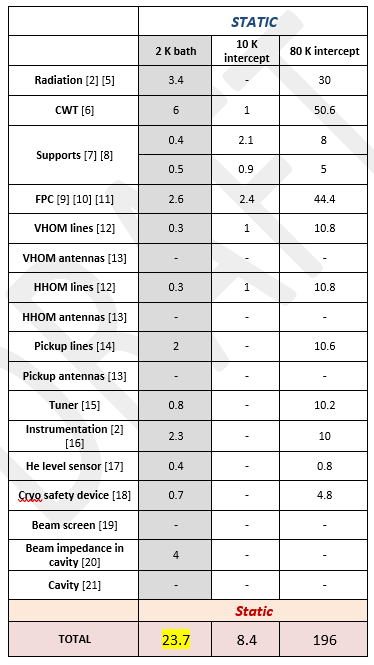 STATIC
2 K bath 10 K intercept 80 K intercept
Radiation [2] [5] 3.4 - 30
CWT [6] 6 1 50.6
Supports [7] [8] 0.4 2.1 8
0.5 0.9 5
FPC [9] [10] [11] 2.6 2.4 44.4
VHOM lines [12] 0.3 1 10.8
VHOM antennas [13] - - -
HHOM lines [12] 0.3 1 10.8
HHOM antennas [13] - - -
Pickup lines [14] 2 - 10.6
Pickup antennas [13] - - -
Tuner [15] 0.8 - 10.2
Instrumentation [2] [16] 2.3 - 10
He level sensor [17] 0.4 - 0.8
Cryo safety device [18] 0.7 - 4.8
Beam screen [19] - - -
Beam impedance in cavity [20] 4 - -
Cavity [21] - - -
Static
TOTAL 23.7 8.4 196
DRAFT